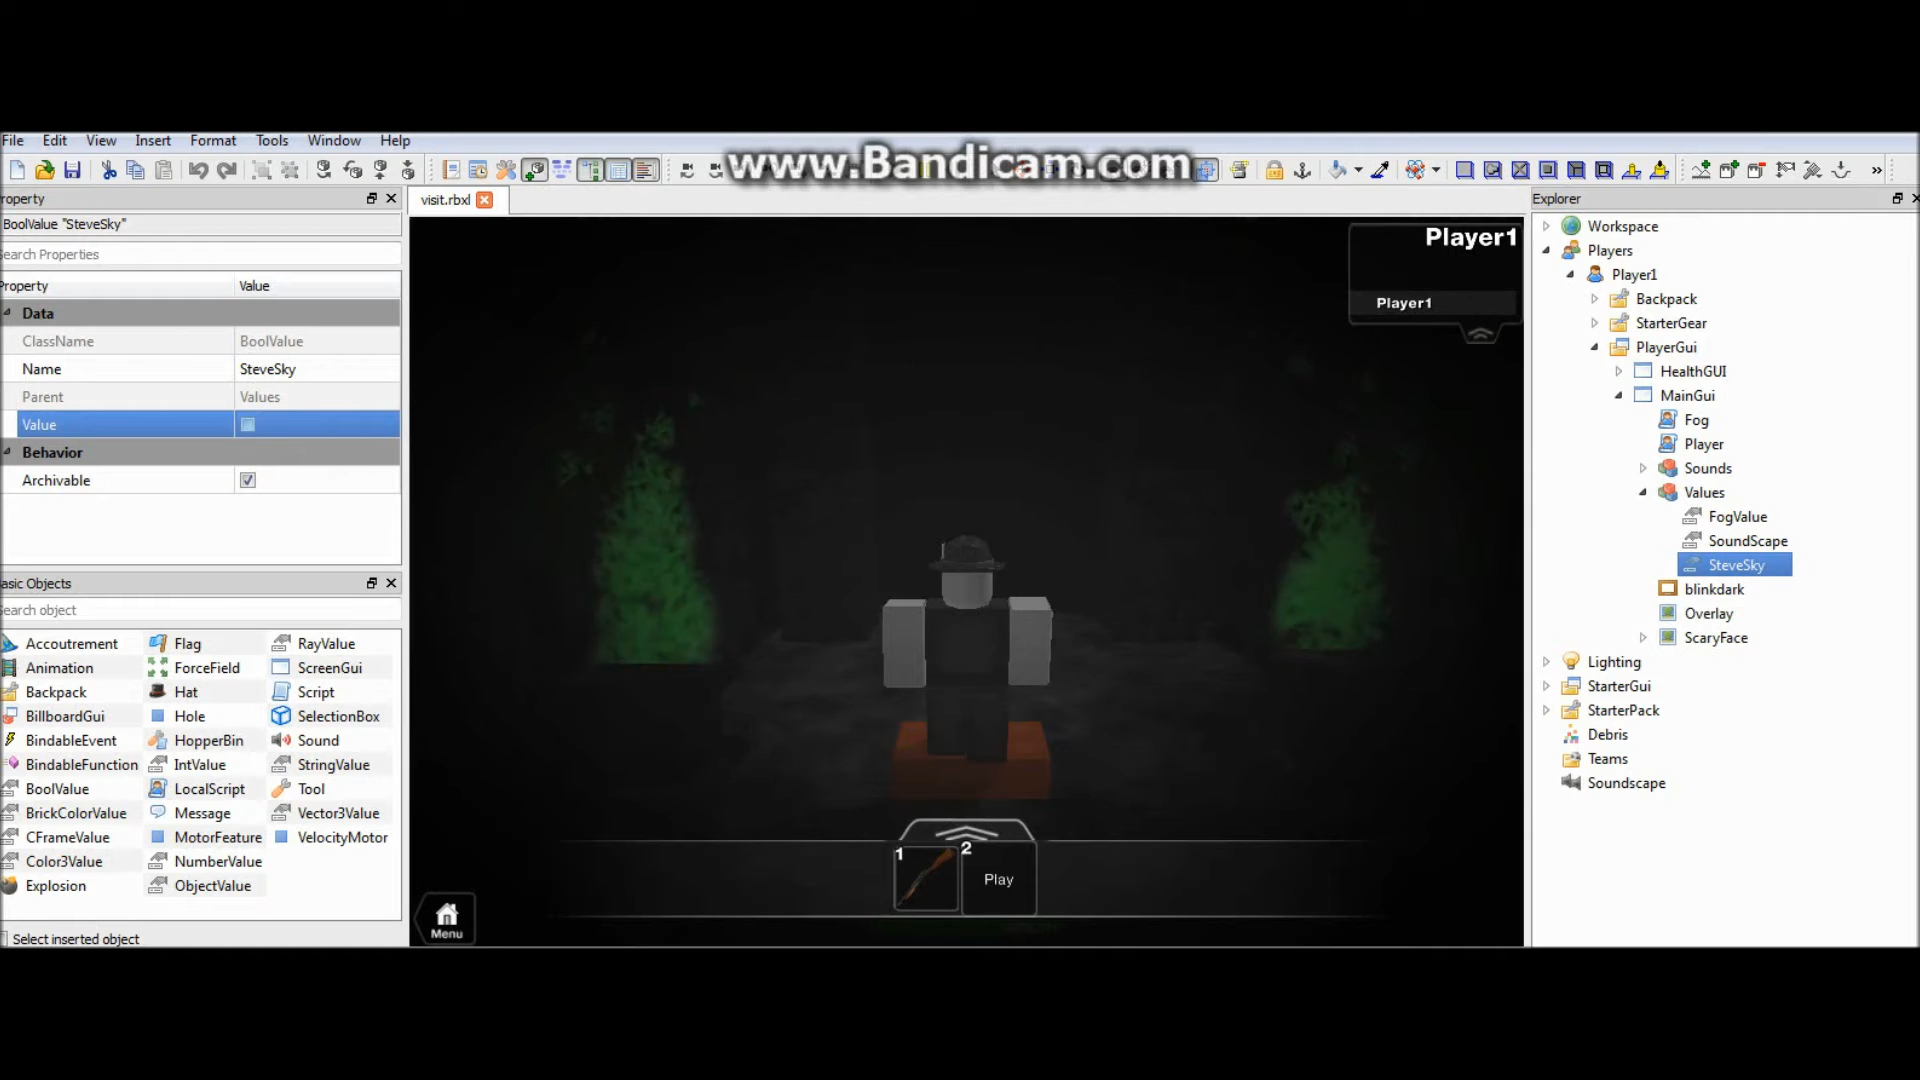 File Edit View Insert Format Tools Window Help
www.Bandicam.com
roperty
visit.rbxl
Explorer
BoolValue "SteveSky"
earch Properties
roperty Value
Data
ClassName BoolValue
Name SteveSky
Parent Values
Value
Behavior
Archivable
asic Objects
earch object
Accoutrement Flag RayValue
Animation ForceField ScreenGui
Backpack Hat Script
BillboardGui Hole SelectionBox
BindableEvent HopperBin Sound
BindableFunction IntValue StringValue
BoolValue LocalScript Tool
BrickColorValue Message Vector3Value
CFrameValue MotorFeature VelocityMotor
Color3Value NumberValue
Explosion ObjectValue
Select inserted object
Player1
Player1
1
2
Play
Menu
Workspace
Players
Player1
Backpack
StarterGear
PlayerGui
HealthGUI
MainGui
Fog
Player
Sounds
Values
FogValue
SoundScape
SteveSky
blinkdark
Overlay
ScaryFace
Lighting
StarterGui
StarterPack
Debris
Teams
Soundscape